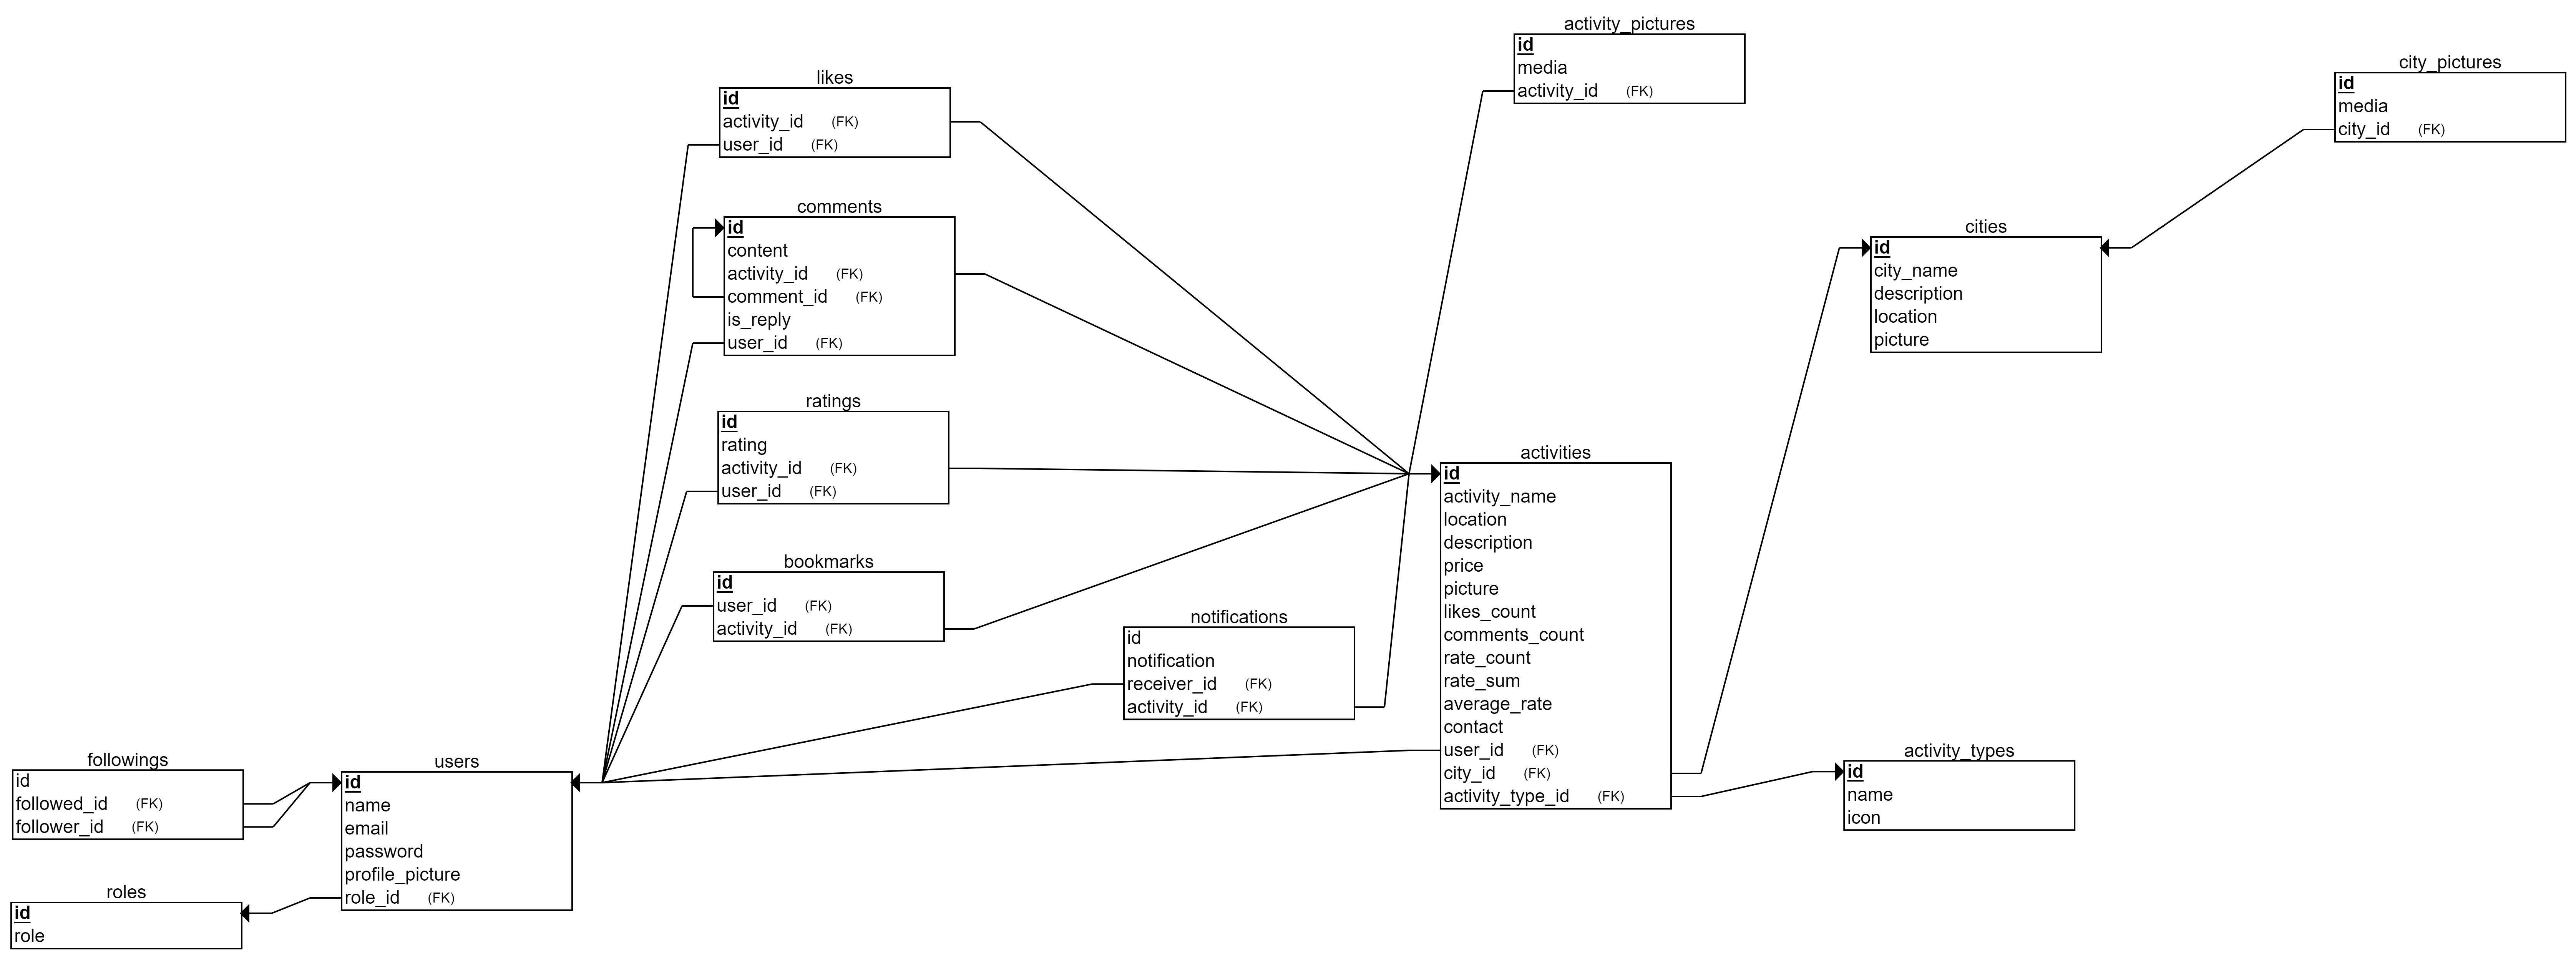 activity_pictures
id
media
activity_id (FK)
city_pictures
id
media
city_id (FK)
likes
id
activity_id (FK)
user_id (FK)
comments
id
content
activity_id (FK)
comment_id (FK)
is_reply
user_id (FK)
cities
id
city_name
description
location
picture
ratings
id
rating
activity_id (FK)
user_id (FK)
activities
id
activity_name
location
description
price
picture
likes_count
comments_count
rate_count
rate_sum
average_rate
contact
user_id (FK)
city_id (FK)
activity_type_id (FK)
bookmarks
id
user_id (FK)
activity_id (FK)
notifications
id
notification
receiver_id (FK)
activity_id (FK)
activity_types
id
name
icon
followings
id
followed_id (FK)
follower_id (FK)
users
id
name
email
password
profile_picture
role_id (FK)
roles
id
role